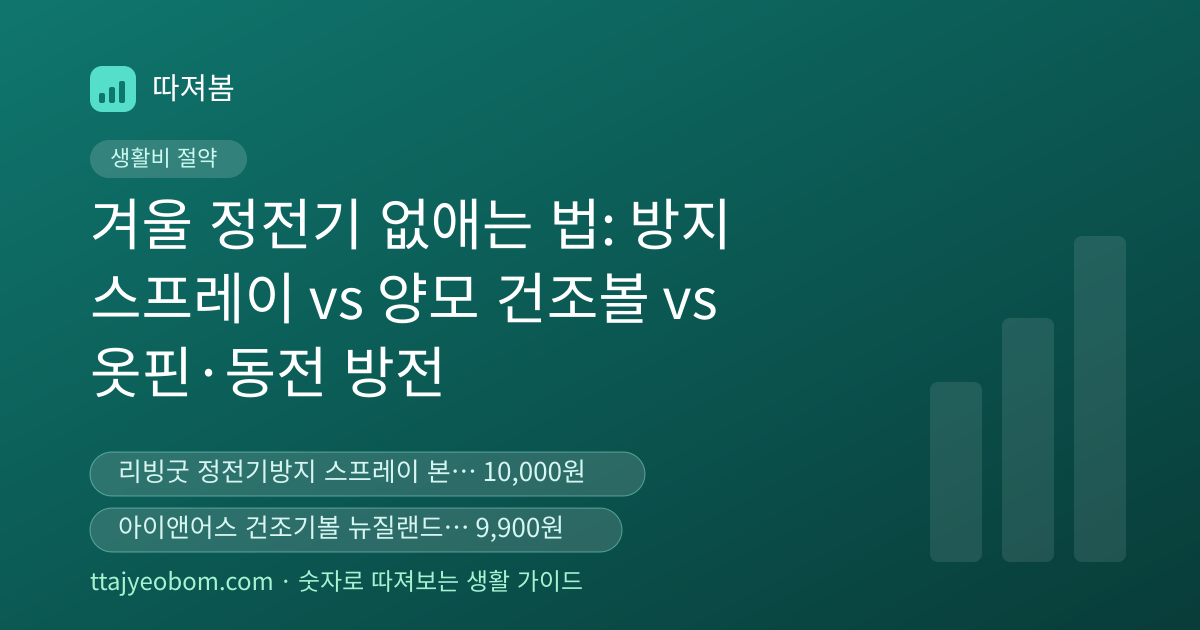 따져봄
생활비 절약
겨울 정전기 없애는 법: 방지
스프레이 vs 양모 건조볼 vs
옷핀·동전 방전
리빙굿 정전기방지 스프레이 본… 10,000원
아이앤어스 건조기볼 뉴질랜드… 9,900원
ttajyeobom.com · 숫자로 따져보는 생활 가이드